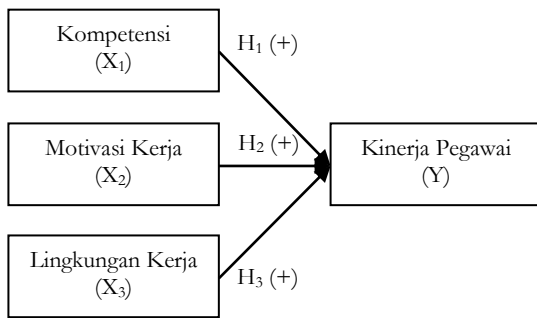 Kompetensi
(X₁)
H₁ (+)
Motivasi Kerja
(X₂)
H₂ (+)
Kinerja Pegawai
(Y)
Lingkungan Kerja
(X₃)
H₃ (+)